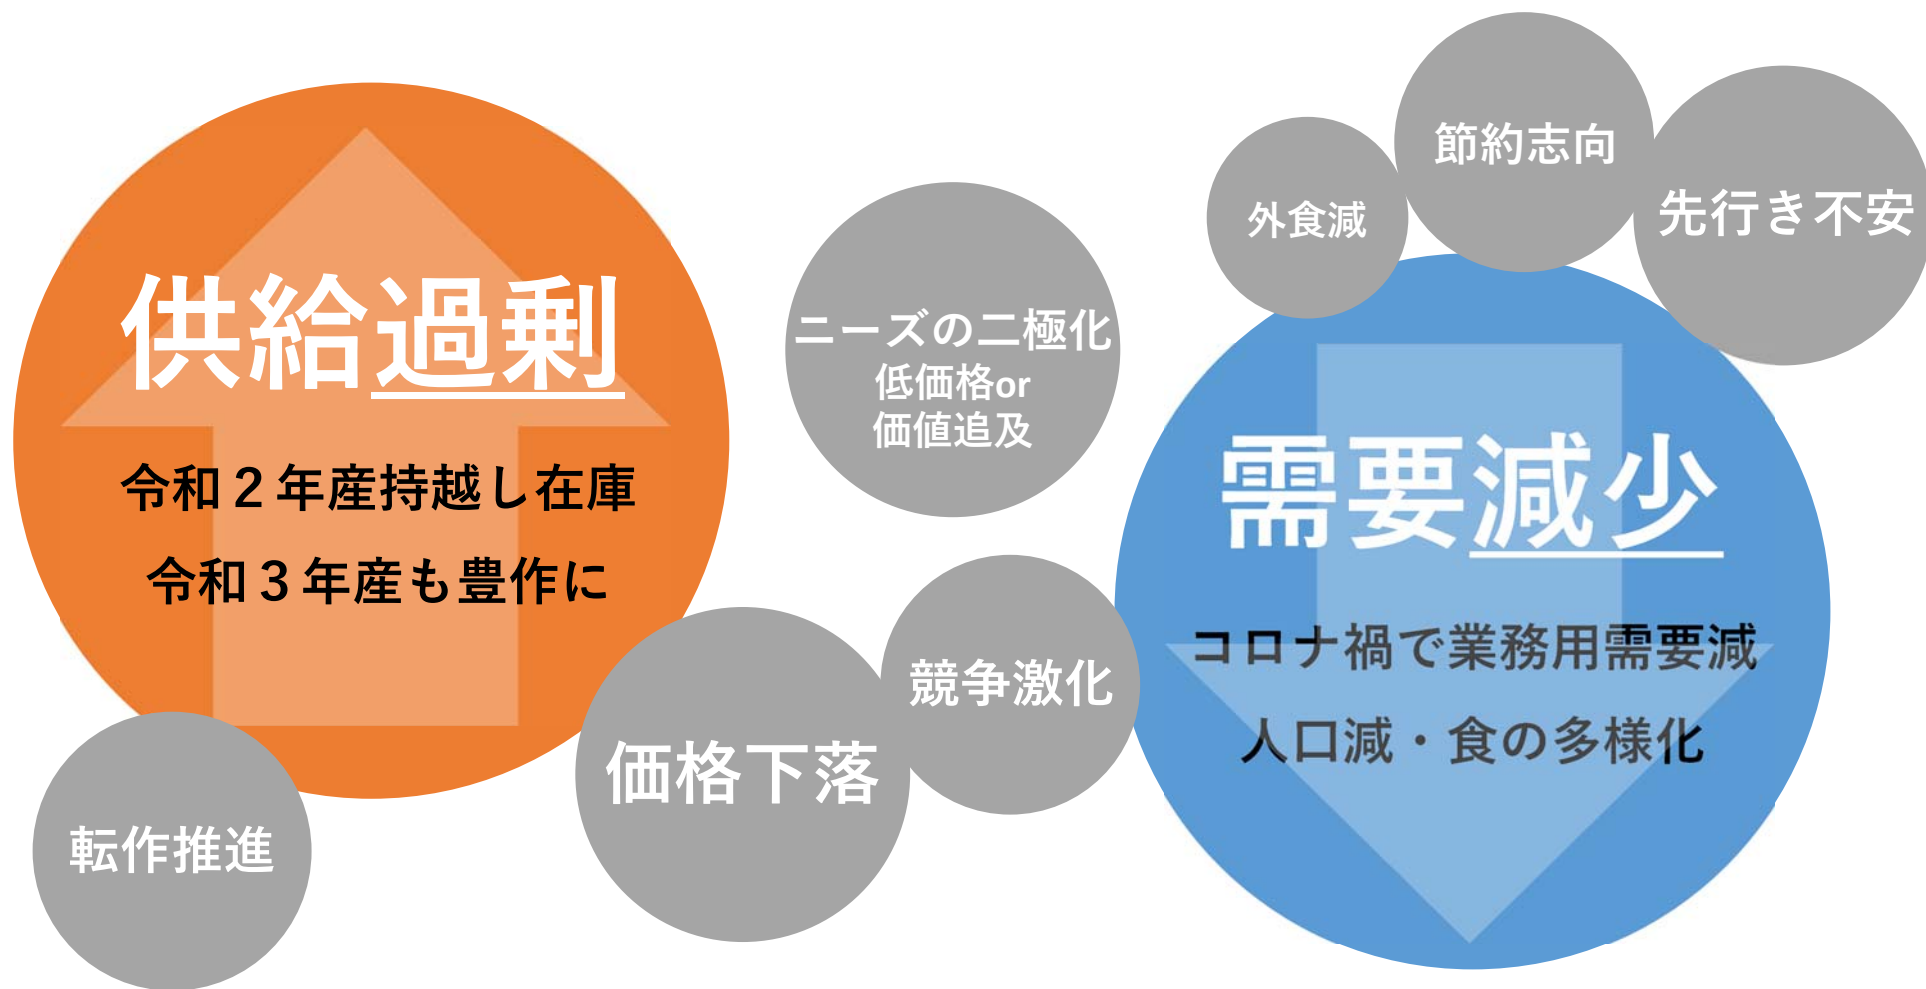 供給過剰
令和２年産持越し在庫
令和３年産も豊作に
転作推進
価格下落
競争激化
ニーズの二極化
低価格or
価値追及
外食減
節約志向
先行き不安
需要減少
コロナ禍で業務用需要減
人口減・食の多様化